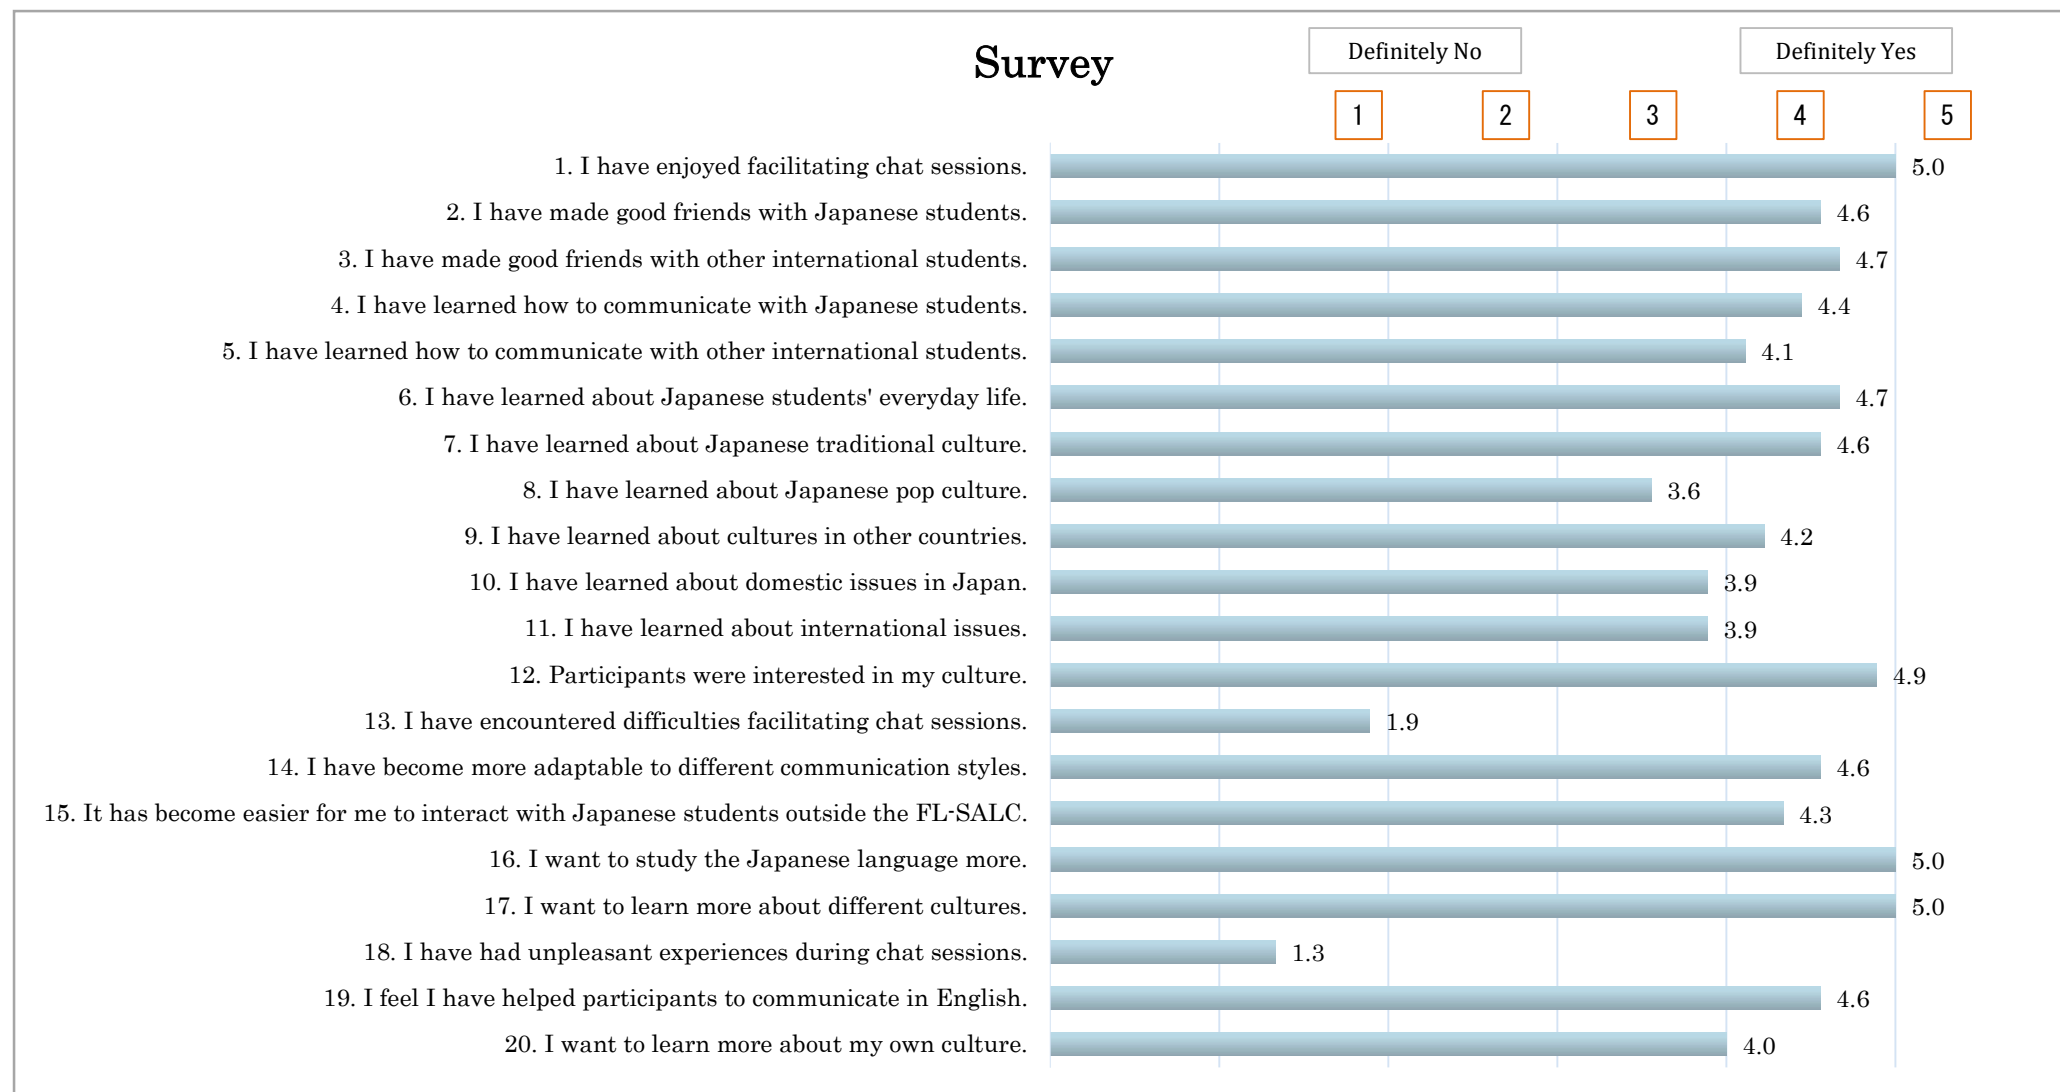 Survey
Definitely No
Definitely Yes
1 2 3 4 5
1. I have enjoyed facilitating chat sessions. 5.0
2. I have made good friends with Japanese students. 4.6
3. I have made good friends with other international students. 4.7
4. I have learned how to communicate with Japanese students. 4.4
5. I have learned how to communicate with other international students. 4.1
6. I have learned about Japanese students' everyday life. 4.7
7. I have learned about Japanese traditional culture. 4.6
8. I have learned about Japanese pop culture. 3.6
9. I have learned about cultures in other countries. 4.2
10. I have learned about domestic issues in Japan. 3.9
11. I have learned about international issues. 3.9
12. Participants were interested in my culture. 4.9
13. I have encountered difficulties facilitating chat sessions. 1.9
14. I have become more adaptable to different communication styles. 4.6
15. It has become easier for me to interact with Japanese students outside the FL-SALC. 4.3
16. I want to study the Japanese language more. 5.0
17. I want to learn more about different cultures. 5.0
18. I have had unpleasant experiences during chat sessions. 1.3
19. I feel I have helped participants to communicate in English. 4.6
20. I want to learn more about my own culture. 4.0